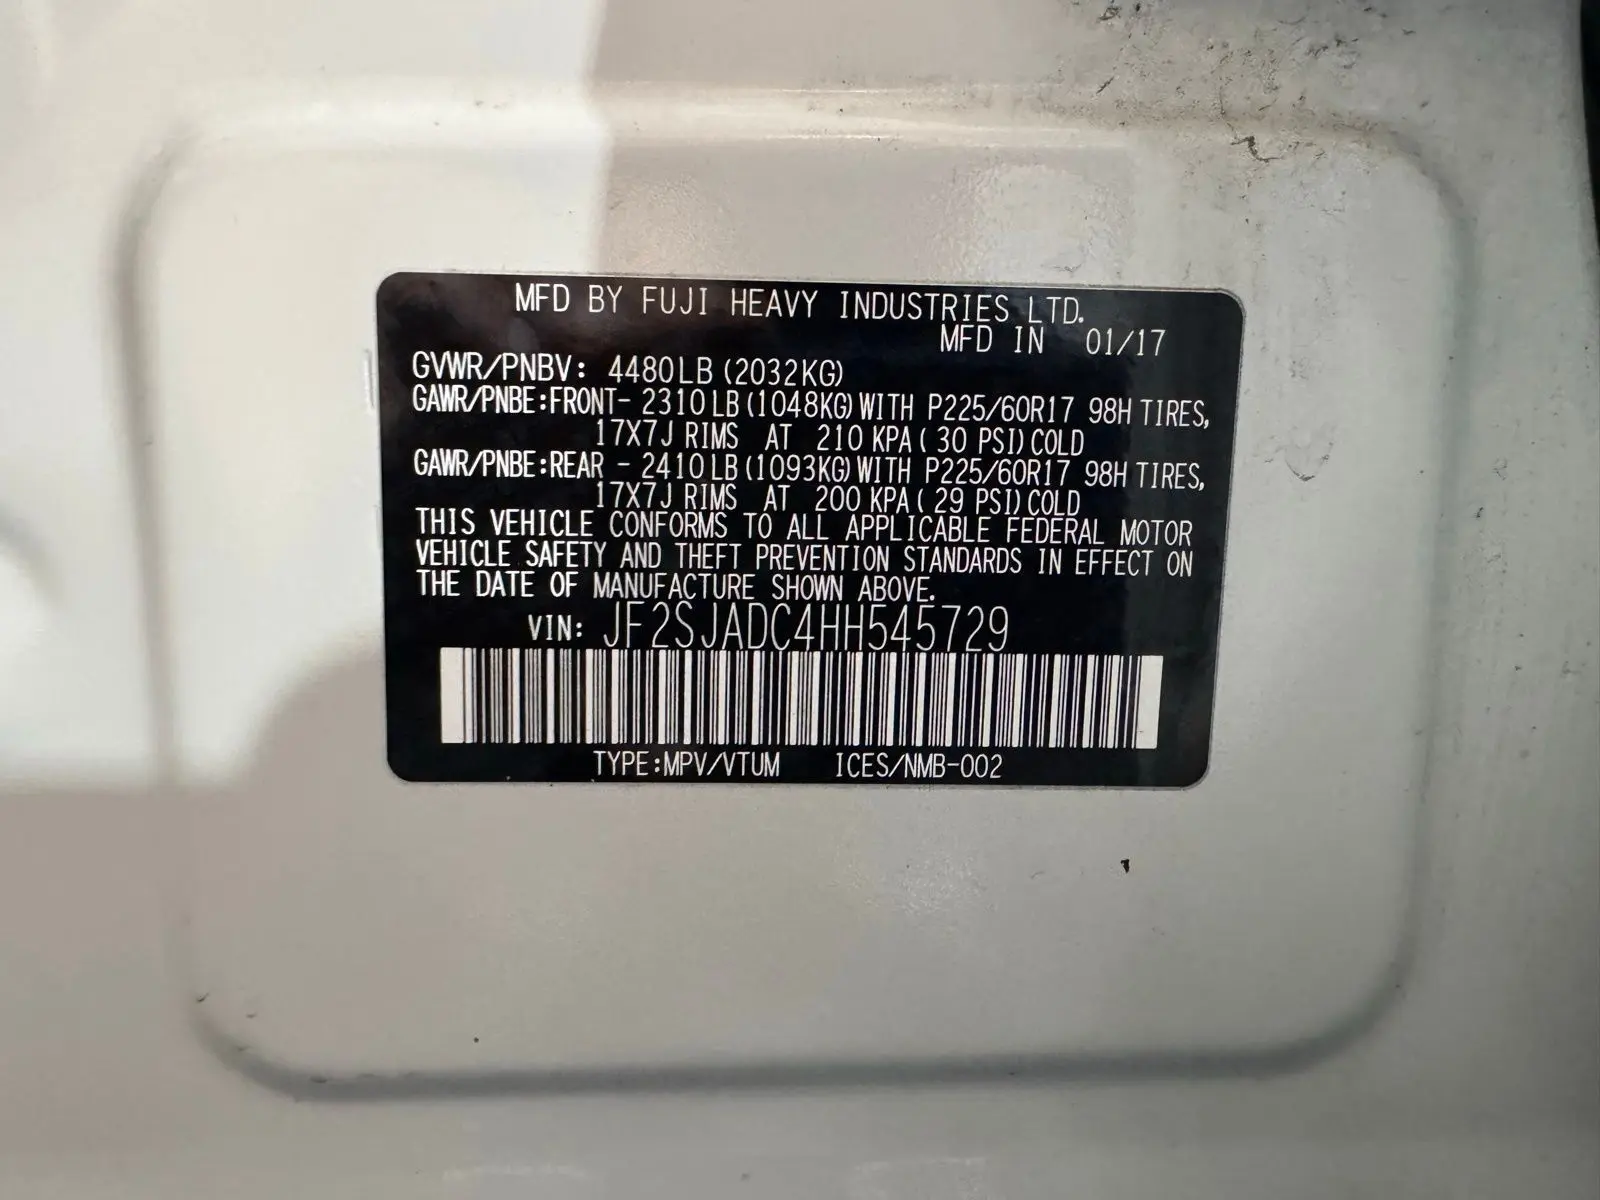 MFD BY FUJI HEAVY INDUSTRIES LTD.
MFD IN 01/17
GVWR/PNBV: 4480LB (2032KG)
GAWR/PNBE:FRONT- 2310LB (1048KG) WITH P225/60R17 98H TIRES,
17X7J RIMS AT 210 KPA ( 30 PSI) COLD
GAWR/PNBE:REAR - 2410LB (1093KG) WITH P225/60R17 98H TIRES,
17X7J RIMS AT 200 KPA ( 29 PSI) COLD
THIS VEHICLE CONFORMS TO ALL APPLICABLE FEDERAL MOTOR
VEHICLE SAFETY AND THEFT PREVENTION STANDARDS IN EFFECT ON
THE DATE OF MANUFACTURE SHOWN ABOVE.
VIN: JF2SJADC4HH545729
TYPE:MPV/VTUM ICES/NMB-002